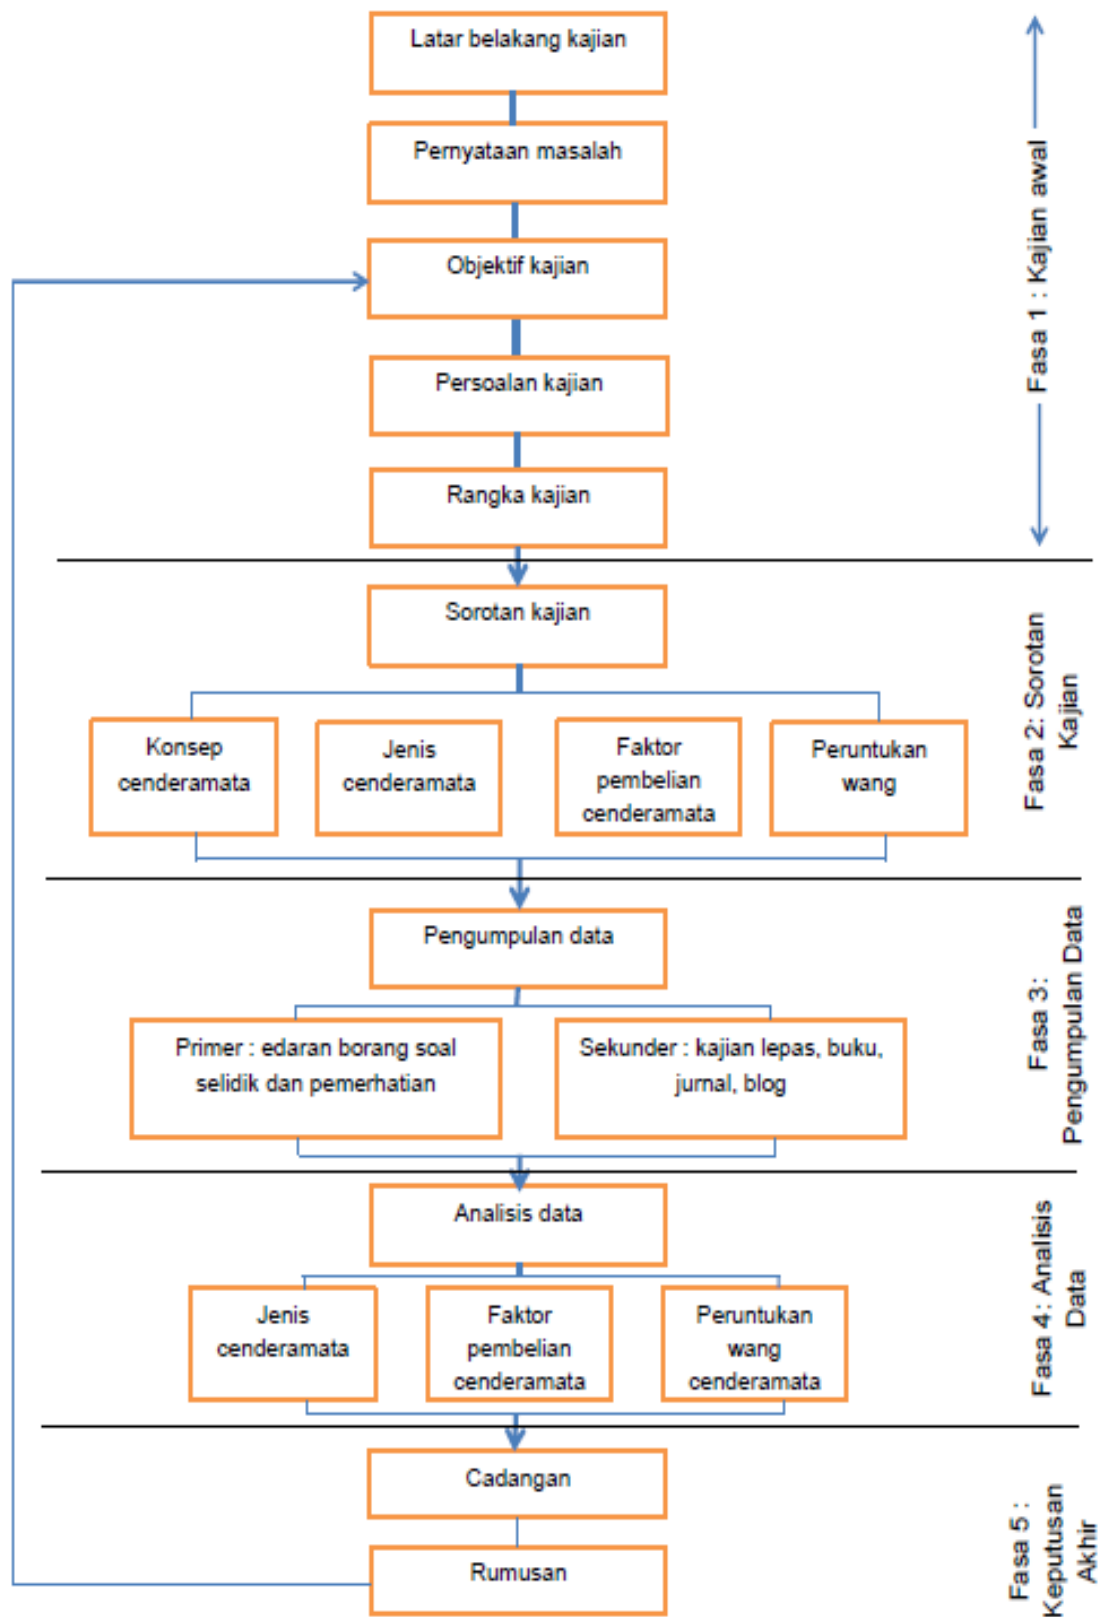 Latar belakang kajian
Pernyataan masalah
Objektif kajian
Persoalan kajian
Rangka kajian
Fasa 1 : Kajian awal
Sorotan kajian
Konsep
cenderamata
Jenis
cenderamata
Faktor
pembelian
cenderamata
Peruntukan
wang
Fasa 2: Sorotan
Kajian
Pengumpulan data
Primer : edaran borang soal
selidik dan pemerhatian
Sekunder : kajian lepas, buku,
jurnal, blog
Fasa 3:
Pengumpulan Data
Analisis data
Jenis
cenderamata
Faktor
pembelian
cenderamata
Peruntukan
wang
cenderamata
Fasa 4: Analisis
Data
Cadangan
Rumusan
Fasa 5 :
Keputusan
Akhir